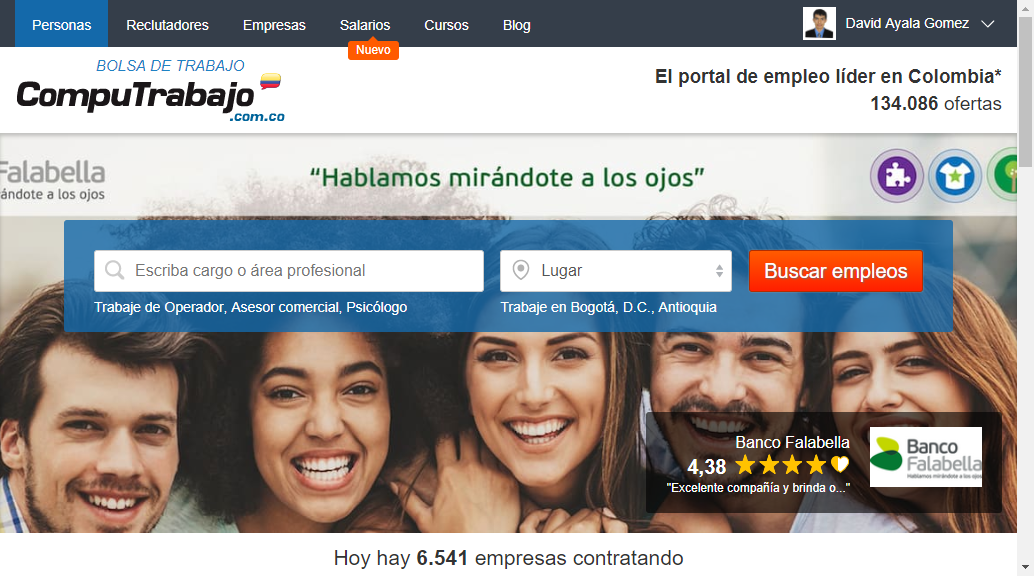 Personas Reclutadores Empresas Salarios Cursos Blog David Ayala Gomez
Nuevo
BOLSA DE TRABAJO
CompuTrabajo
.com.co
El portal de empleo líder en Colombia*
134.086 ofertas
Falabella
rándote a los ojos
“Hablamos mirándote a los ojos”
Escriba cargo o área profesional Lugar Buscar empleos
Trabaje de Operador, Asesor comercial, Psicólogo Trabaje en Bogotá, D.C., Antioquia
Banco Falabella
4,38
"Excelente compañía y brinda o..."
Banco
Falabella
Hablamos mirándote a los ojos
Hoy hay 6.541 empresas contratando